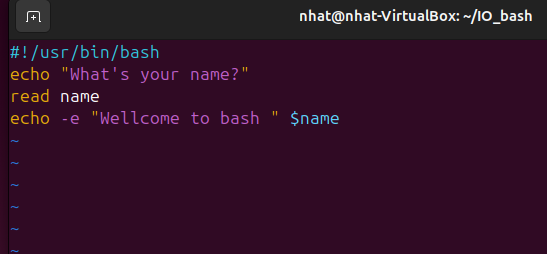 nhat@nhat-VirtualBox: ~/IO_bash
#!/usr/bin/bash
echo "What's your name?"
read name
echo -e "Wellcome to bash " $name
~
~
~
~
~
~